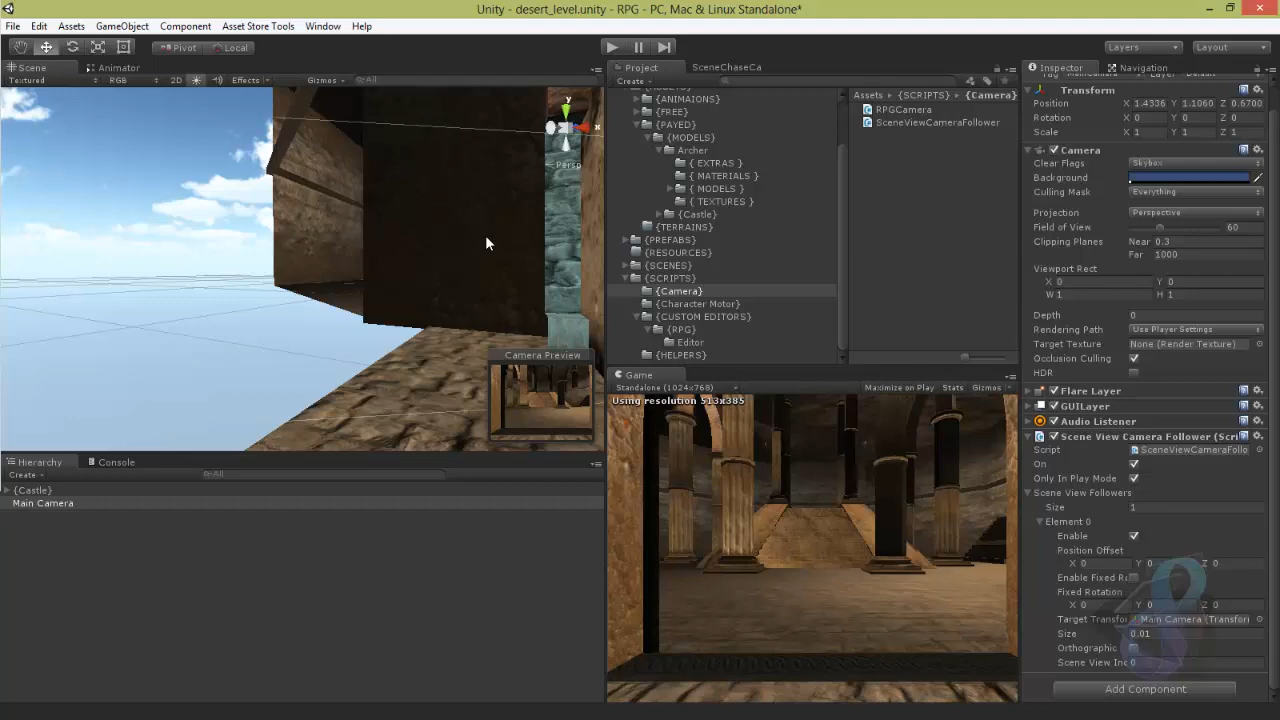 Unity - desert_level.unity - RPG - PC, Mac & Linux Standalone*
File Edit Assets GameObject Component Asset Store Tools Window Help
Pivot Local Layers Layout
Scene Animator
Textured RGB 2D Effects Gizmos All
y
x
Persp
Camera Preview
Hierarchy Console
Create All
{Castle}
Main Camera
Project SceneChaseCa
Create
{ANIMAIONS}
{FREE}
{PAYED}
{MODELS}
Archer
{ EXTRAS }
{ MATERIALS }
{ MODELS }
{ TEXTURES }
{Castle}
{TERRAINS}
{PREFABS}
{RESOURCES}
{SCENES}
{SCRIPTS}
{Camera}
{Character Motor}
{CUSTOM EDITORS}
{RPG}
Editor
{HELPERS}
Assets {SCRIPTS} {Camera}
RPGCamera
SceneViewCameraFollower
Game
Standalone (1024x768) Maximize on Play Stats Gizmos
Using resolution 513x385
Inspector Navigation
Transform
Position X 1.4336 Y 1.1060 Z 0.6700
Rotation X 0 Y 0 Z 0
Scale X 1 Y 1 Z 1
Camera
Clear Flags Skybox
Background
Culling Mask Everything
Projection Perspective
Field of View 60
Clipping Planes Near 0.3
Far 1000
Viewport Rect
X 0 Y 0
W 1 H 1
Depth 0
Rendering Path Use Player Settings
Target Texture None (Render Texture)
Occlusion Culling
HDR
Flare Layer
GUILayer
Audio Listener
Scene View Camera Follower (Scri
Script SceneViewCameraFollo
On
Only In Play Mode
Scene View Followers
Size 1
Element 0
Enable
Position Offset
X 0 Y 0 Z 0
Enable Fixed Ro
Fixed Rotation
X 0 Y 0 Z 0
Target Transfor Main Camera (Transfor
Size 0.01
Orthographic
Scene View Ind 0
Add Component